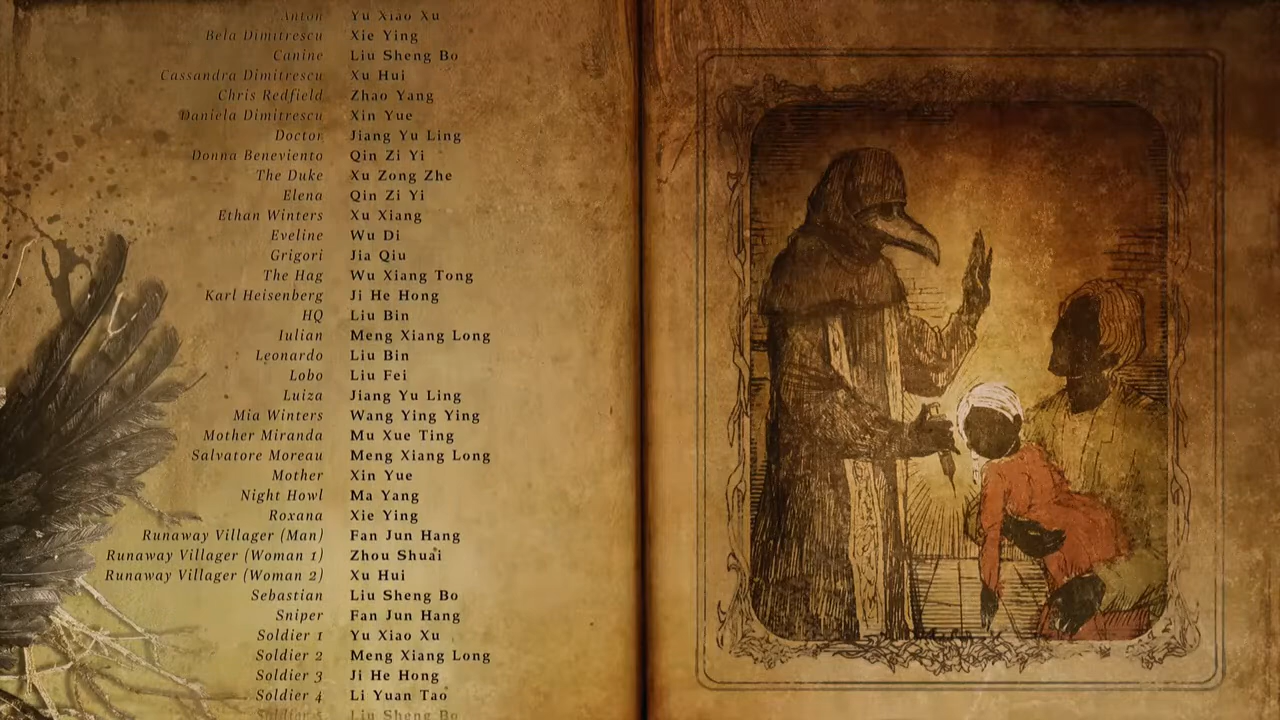 Anton Yu Xiao Xu
Bela Dimitrescu Xie Ying
Canine Liu Sheng Bo
Cassandra Dimitrescu Xu Hui
Chris Redfield Zhao Yang
Daniela Dimitrescu Xin Yue
Doctor Jiang Yu Ling
Donna Beneviento Qin Zi Yi
The Duke Xu Zong Zhe
Elena Qin Zi Yi
Ethan Winters Xu Xiang
Eveline Wu Di
Grigori Jia Qiu
The Hag Wu Xiang Tong
Karl Heisenberg Ji He Hong
HQ Liu Bin
Iulian Meng Xiang Long
Leonardo Liu Bin
Lobo Liu Fei
Luiza Jiang Yu Ling
Mia Winters Wang Ying Ying
Mother Miranda Mu Xue Ting
Salvatore Moreau Meng Xiang Long
Mother Xin Yue
Night Howl Ma Yang
Roxana Xie Ying
Runaway Villager (Man) Fan Jun Hang
Runaway Villager (Woman 1) Zhou Shuai
Runaway Villager (Woman 2) Xu Hui
Sebastian Liu Sheng Bo
Sniper Fan Jun Hang
Soldier 1 Yu Xiao Xu
Soldier 2 Meng Xiang Long
Soldier 3 Ji He Hong
Soldier 4 Li Yuan Tao
Soldier 5 Liu Sheng Bo